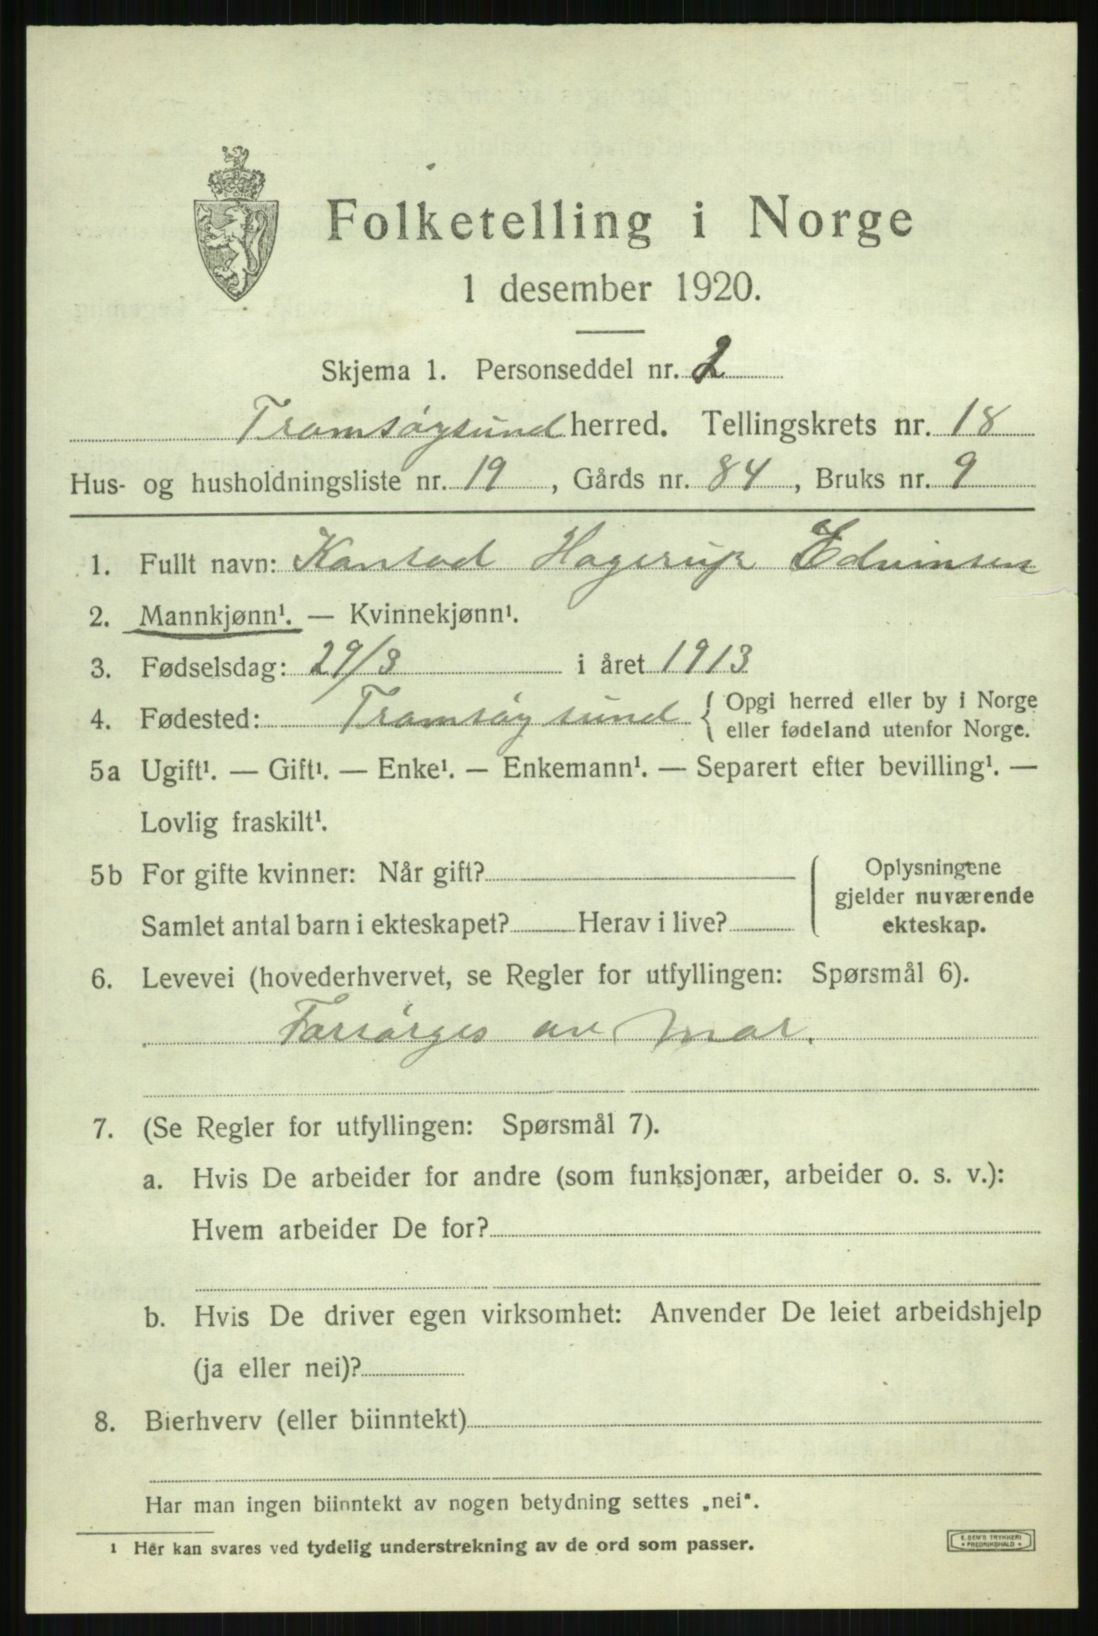 Folketelling i Norge
1 desember 1920.
Skjema 1. Personseddel nr. 2
Tromsøysund herred. Tellingskrets nr. 18
Hus- og husholdningsliste nr. 19, Gårds nr. 84, Bruks nr. 9
1. Fullt navn: Konrad Hagerup Edvinsen
2. Mannkjønn¹. — Kvinnekjønn¹.
3. Fødselsdag: 29/3 i året 1913
4. Fødested: Tromsøysund { Opgi herred eller by i Norge
eller fødeland utenfor Norge.
5a Ugift¹. — Gift¹. — Enke¹. — Enkemann¹. — Separert efter bevilling¹. —
Lovlig fraskilt¹.
5b For gifte kvinner: Når gift?
Samlet antal barn i ekteskapet? Herav i live?
Oplysningene
gjelder nuværende
ekteskap.
6. Levevei (hovederhvervet, se Regler for utfyllingen: Spørsmål 6).
Forsørges av mor.
7. (Se Regler for utfyllingen: Spørsmål 7).
a. Hvis De arbeider for andre (som funksjonær, arbeider o. s. v.):
Hvem arbeider De for?
b. Hvis De driver egen virksomhet: Anvender De leiet arbeidshjelp
(ja eller nei)?
8. Bierhverv (eller biinntekt)
Har man ingen biinntekt av nogen betydning settes „nei".
¹ Her kan svares ved tydelig understrekning av de ord som passer.
E. SEM'S TRYKKERI
• FREDRIKSHALD •